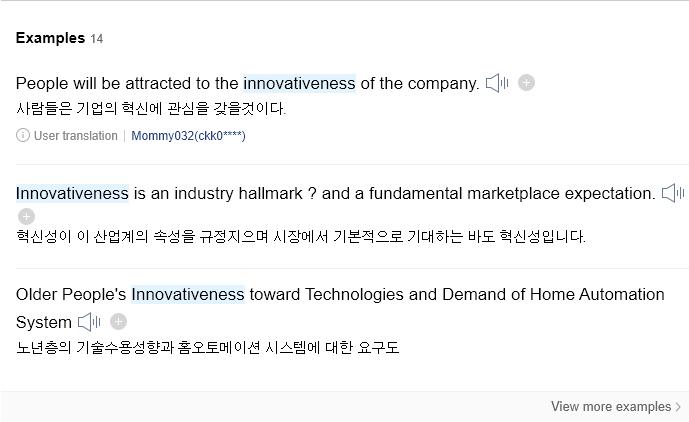 Examples 14
People will be attracted to the innovativeness of the company.
사람들은 기업의 혁신에 관심을 갖을것이다.
User translation | Mommy032(ckk0****)
Innovativeness is an industry hallmark ? and a fundamental marketplace expectation.
혁신성이 이 산업계의 속성을 규정지으며 시장에서 기본적으로 기대하는 바도 혁신성입니다.
Older People's Innovativeness toward Technologies and Demand of Home Automation
System
노년층의 기술수용성향과 홈오토메이션 시스템에 대한 요구도
View more examples >